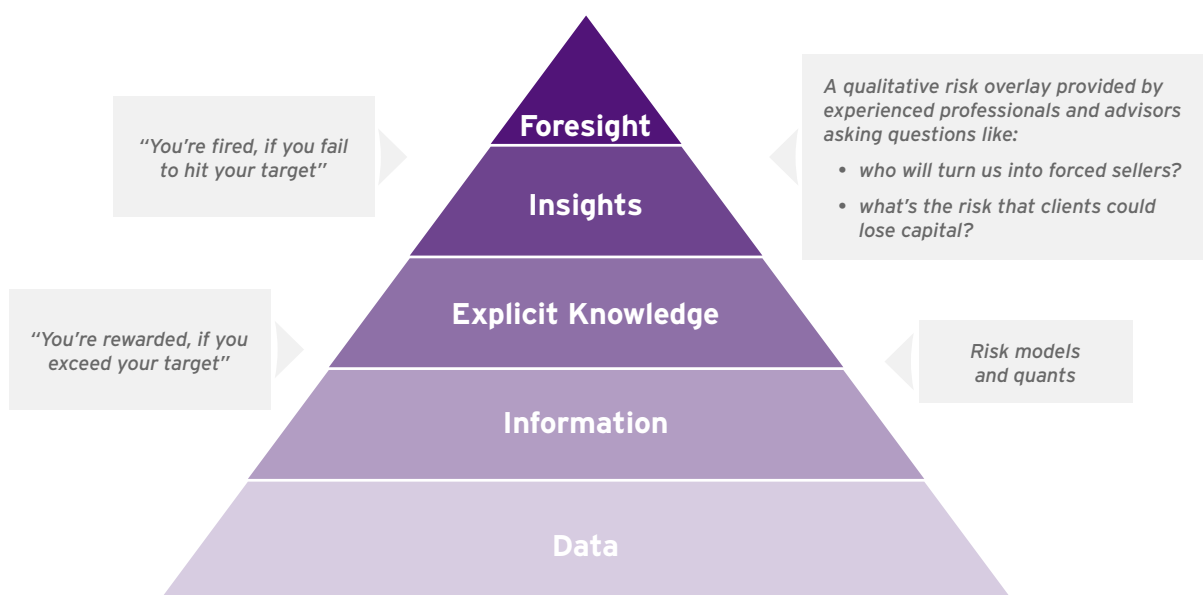 Foresight
“You’re fired, if you fail
to hit your target”
A qualitative risk overlay provided by
experienced professionals and advisors
asking questions like:
• who will turn us into forced sellers?
• what’s the risk that clients could
lose capital?
Insights
Explicit Knowledge
“You’re rewarded, if you
exceed your target”
Risk models
and quants
Information
Data